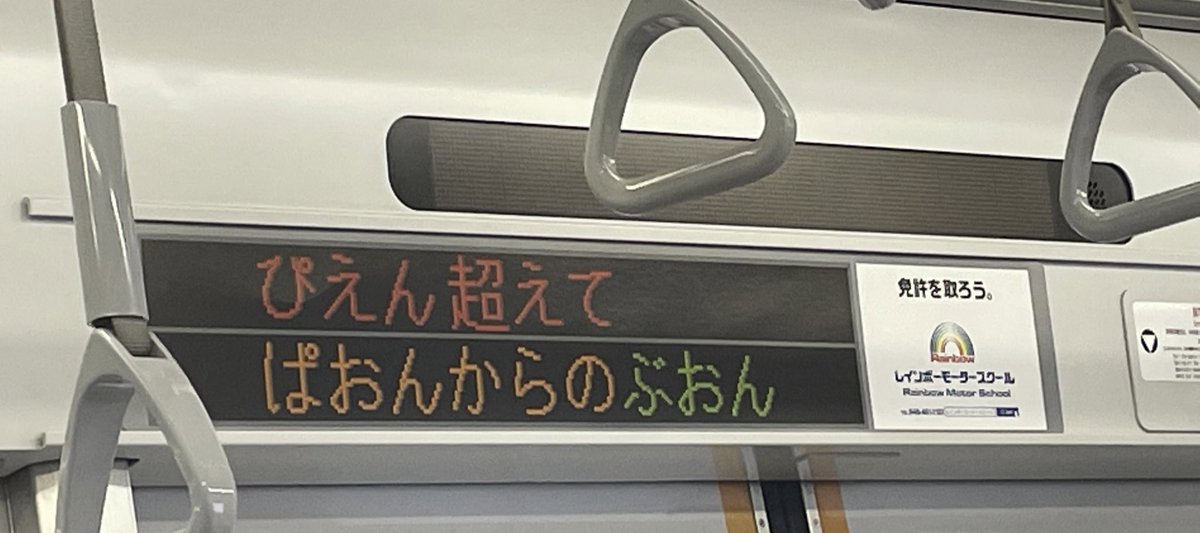 ぴえん超えて
ぱおんからのぶおん
免許を取ろう。
Rainbow
レインボーモータースクール
Rainbow Motor School